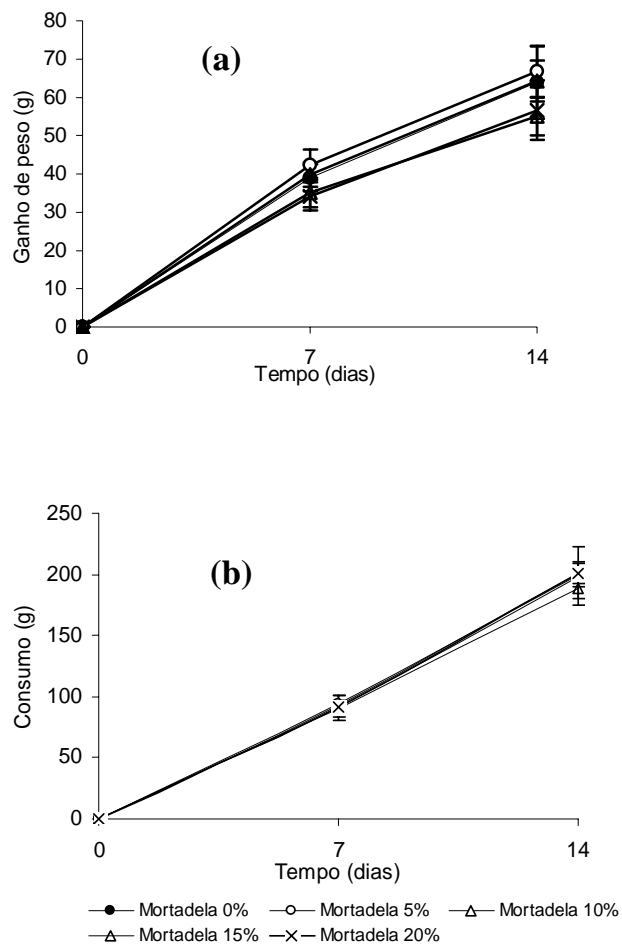 80
70
60
50
40
30
20
10
0
Ganho de peso (g)
(a)
0 7 14
Tempo (dias)
250
200
150
100
50
0
Consumo (g)
(b)
0 7 14
Tempo (dias)
Mortadela 0% Mortadela 5% Mortadela 10%
Mortadela 15% Mortadela 20%